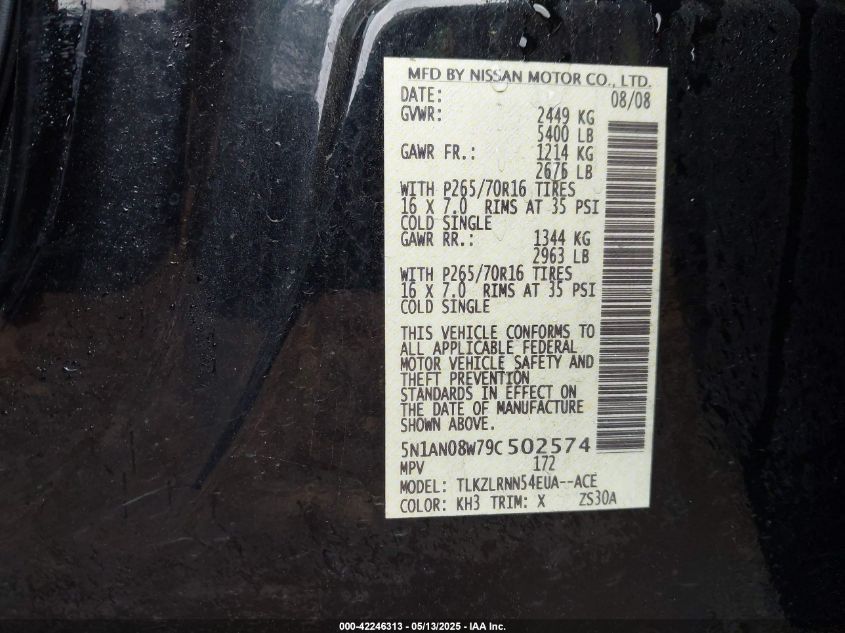 MFD BY NISSAN MOTOR CO., LTD.
DATE: 08/08
GVWR: 2449 KG
5400 LB
GAWR FR.: 1214 KG
2676 LB
WITH P265/70R16 TIRES
16 X 7.0 RIMS AT 35 PSI
COLD SINGLE
GAWR RR.: 1344 KG
2963 LB
WITH P265/70R16 TIRES
16 X 7.0 RIMS AT 35 PSI
COLD SINGLE
THIS VEHICLE CONFORMS TO
ALL APPLICABLE FEDERAL
MOTOR VEHICLE SAFETY AND
THEFT PREVENTION
STANDARDS IN EFFECT ON
THE DATE OF MANUFACTURE
SHOWN ABOVE.
5N1AN08W79C 502574
MPV 172
MODEL: TLKZLRNN54EUA--ACE
COLOR: KH3 TRIM: X ZS30A
000-42246313 - 05/13/2025 - IAA Inc.